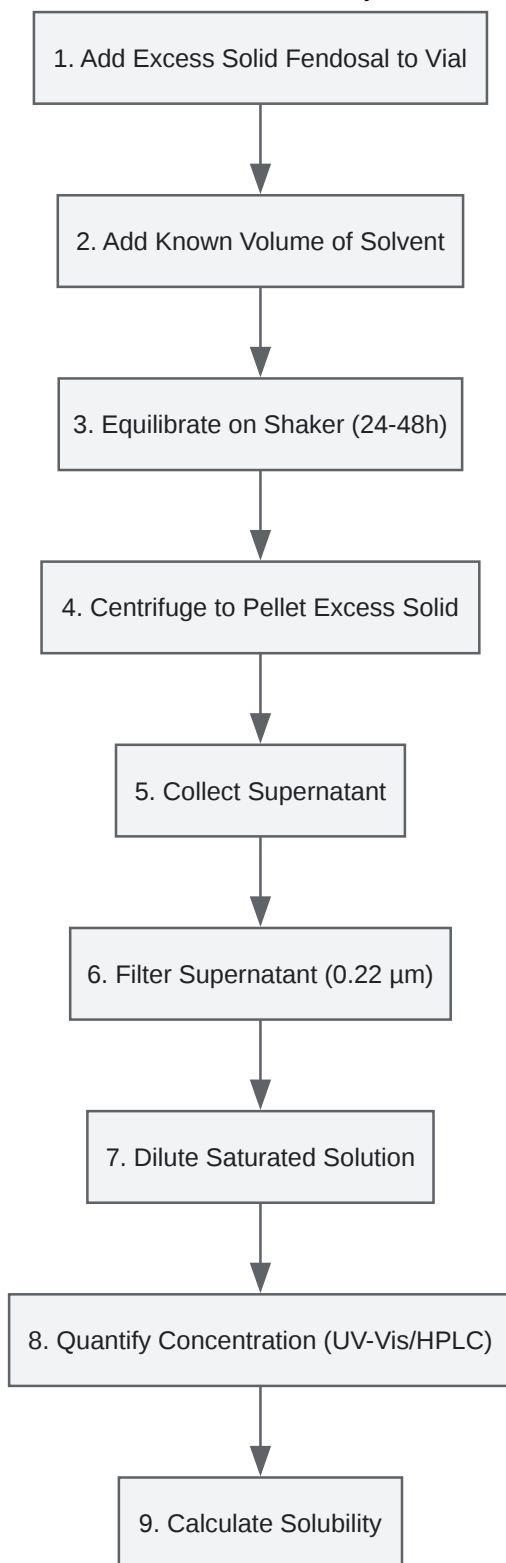 1. Add Excess Solid Fendosal to Vial
2. Add Known Volume of Solvent
3. Equilibrate on Shaker (24-48h)
4. Centrifuge to Pellet Excess Solid
5. Collect Supernatant
6. Filter Supernatant (0.22 µm)
7. Dilute Saturated Solution
8. Quantify Concentration (UV-Vis/HPLC)
9. Calculate Solubility